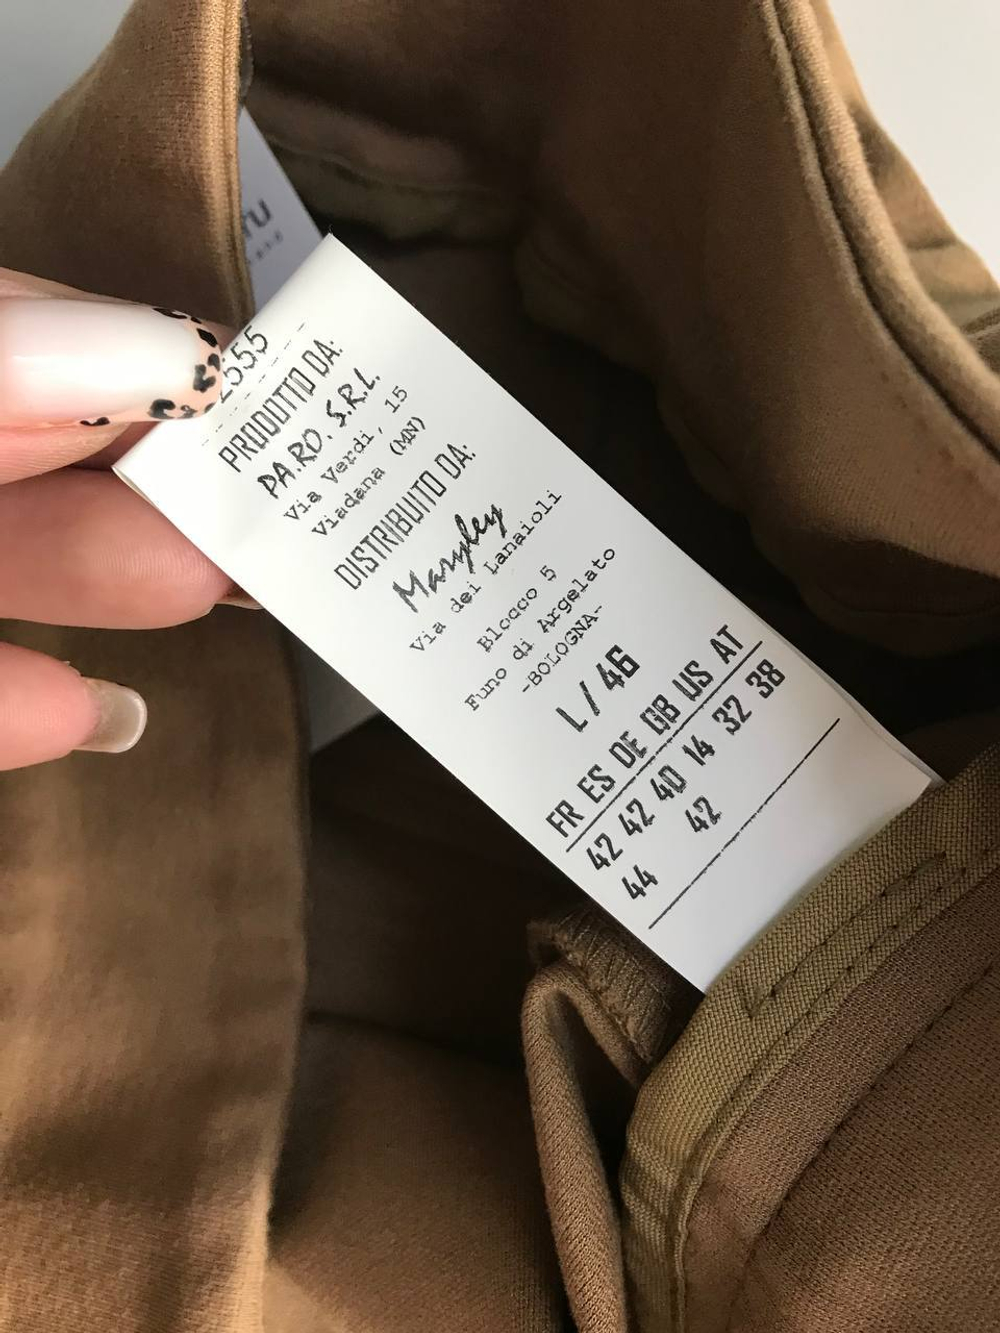 2555
PRODOTTO DA:
PA.RO. S.R.L.
Via Verdi, 15
Viadana (MN)
DISTRIBUITO DA:
Maryley
Via dei Lanaioli
Blocco 5
Funo di Argelato
-BOLOGNA-
L/46
FR ES DE GB US AT
42 42 40 14 32 38
44 42